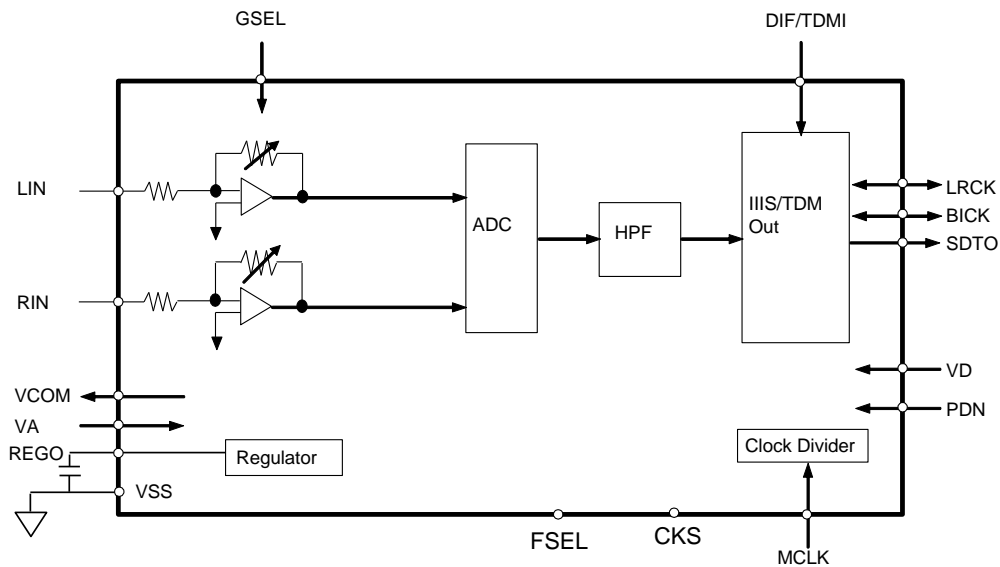 GSEL
DIF/TDMI
LIN
RIN
ADC
HPF
IIIS/TDM
Out
LRCK
BICK
SDTO
VCOM
VA
REGO
VSS
Regulator
VD
PDN
Clock Divider
FSEL
CKS
MCLK